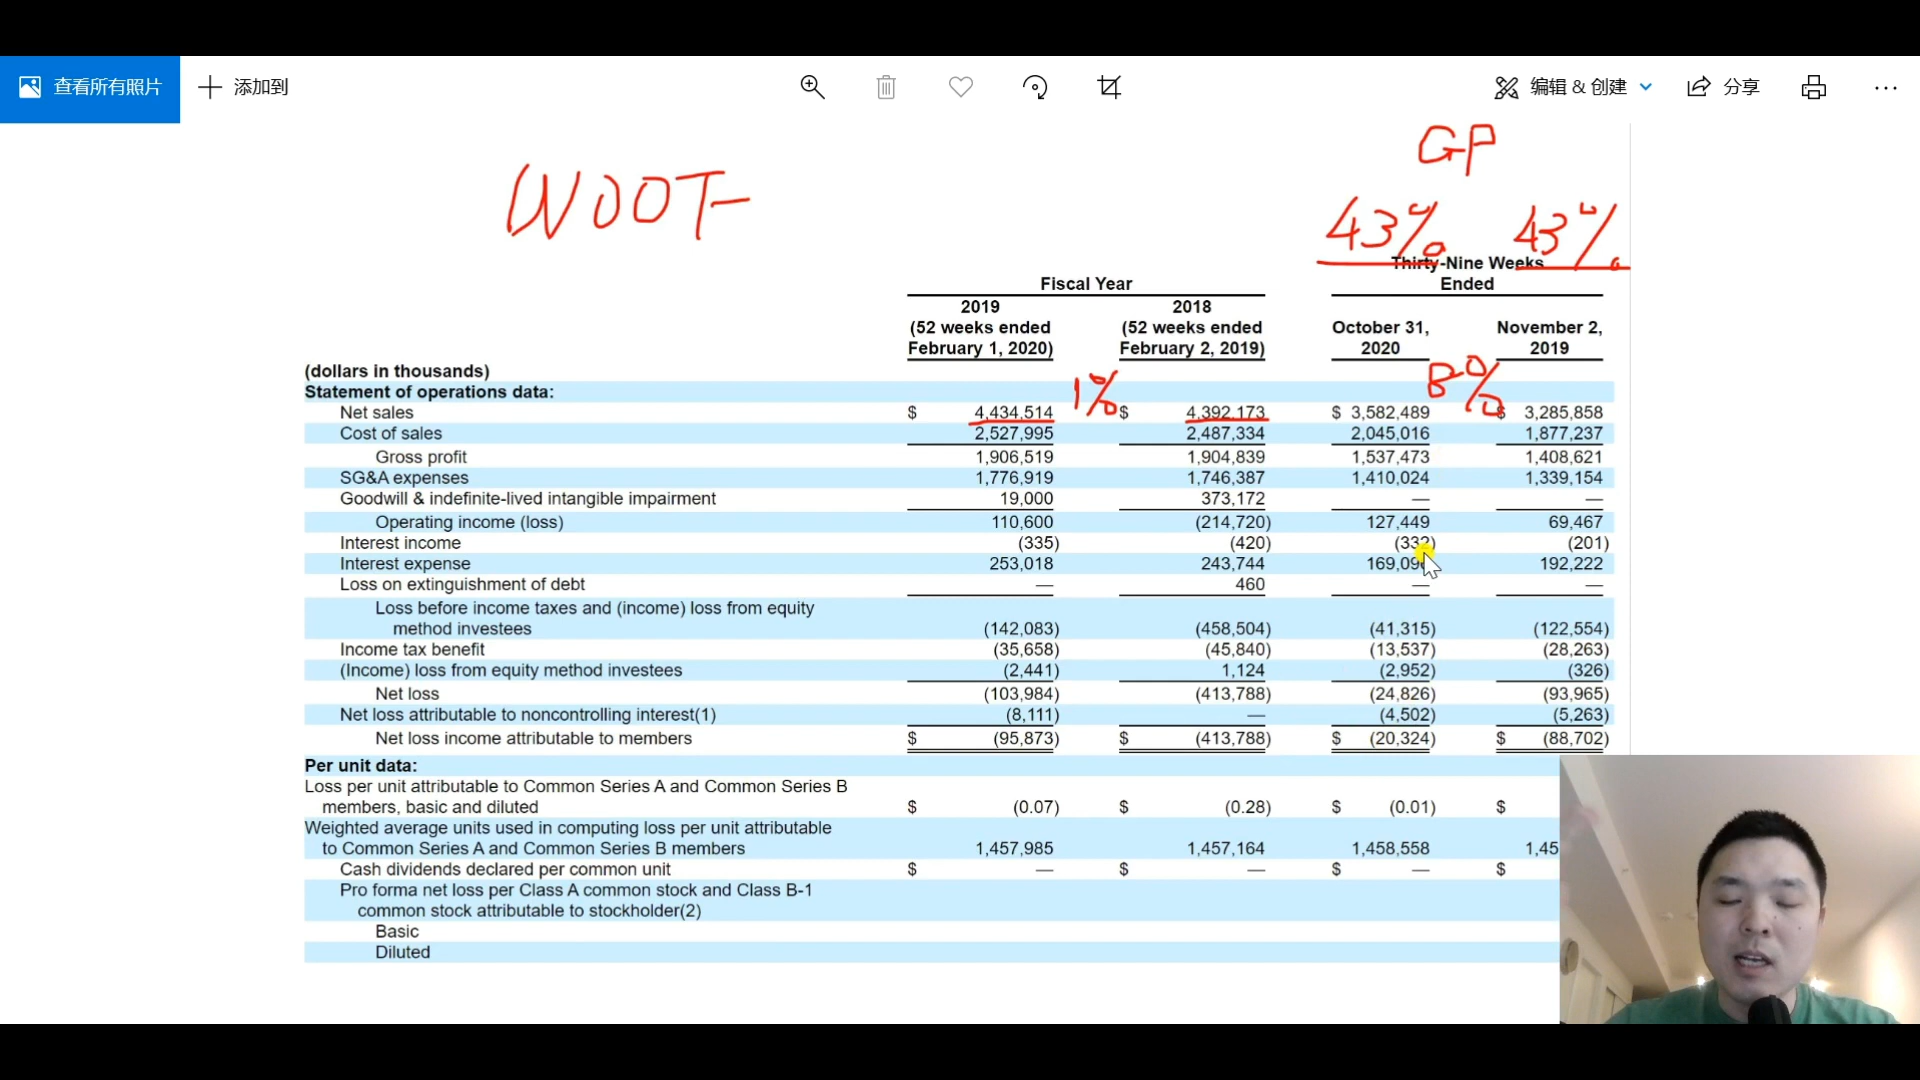 查看所有照片 添加到 编辑 & 创建 分享
GP
WOOT
43% 43%
Thirty-Nine Weeks
Fiscal Year Ended
2019 2018
(52 weeks ended (52 weeks ended October 31, November 2,
February 1, 2020) February 2, 2019) 2020 2019
(dollars in thousands)
1% 8%
Statement of operations data:
Net sales $ 4,434,514 $ 4,392,173 $ 3,582,489 $ 3,285,858
Cost of sales 2,527,995 2,487,334 2,045,016 1,877,237
Gross profit 1,906,519 1,904,839 1,537,473 1,408,621
SG&A expenses 1,776,919 1,746,387 1,410,024 1,339,154
Goodwill & indefinite-lived intangible impairment 19,000 373,172 — —
Operating income (loss) 110,600 (214,720) 127,449 69,467
Interest income (335) (420) (332) (201)
Interest expense 253,018 243,744 192,222
Loss on extinguishment of debt — 460 — —
Loss before income taxes and (income) loss from equity
method investees (142,083) (458,504) (41,315) (122,554)
Income tax benefit (35,658) (45,840) (13,537) (28,263)
(Income) loss from equity method investees (2,441) 1,124 (2,952) (326)
Net loss (103,984) (413,788) (24,826) (93,965)
Net loss attributable to noncontrolling interest(1) (8,111) — (4,502) (5,263)
Net loss income attributable to members $ (95,873) $ (413,788) $ (20,324) $ (88,702)
Per unit data:
Loss per unit attributable to Common Series A and Common Series B
members, basic and diluted $ (0.07) $ (0.28) $ (0.01) $
Weighted average units used in computing loss per unit attributable
to Common Series A and Common Series B members 1,457,985 1,457,164 1,458,558 1,45
Cash dividends declared per common unit $ — $ — $ — $
Pro forma net loss per Class A common stock and Class B-1
common stock attributable to stockholder(2)
Basic
Diluted